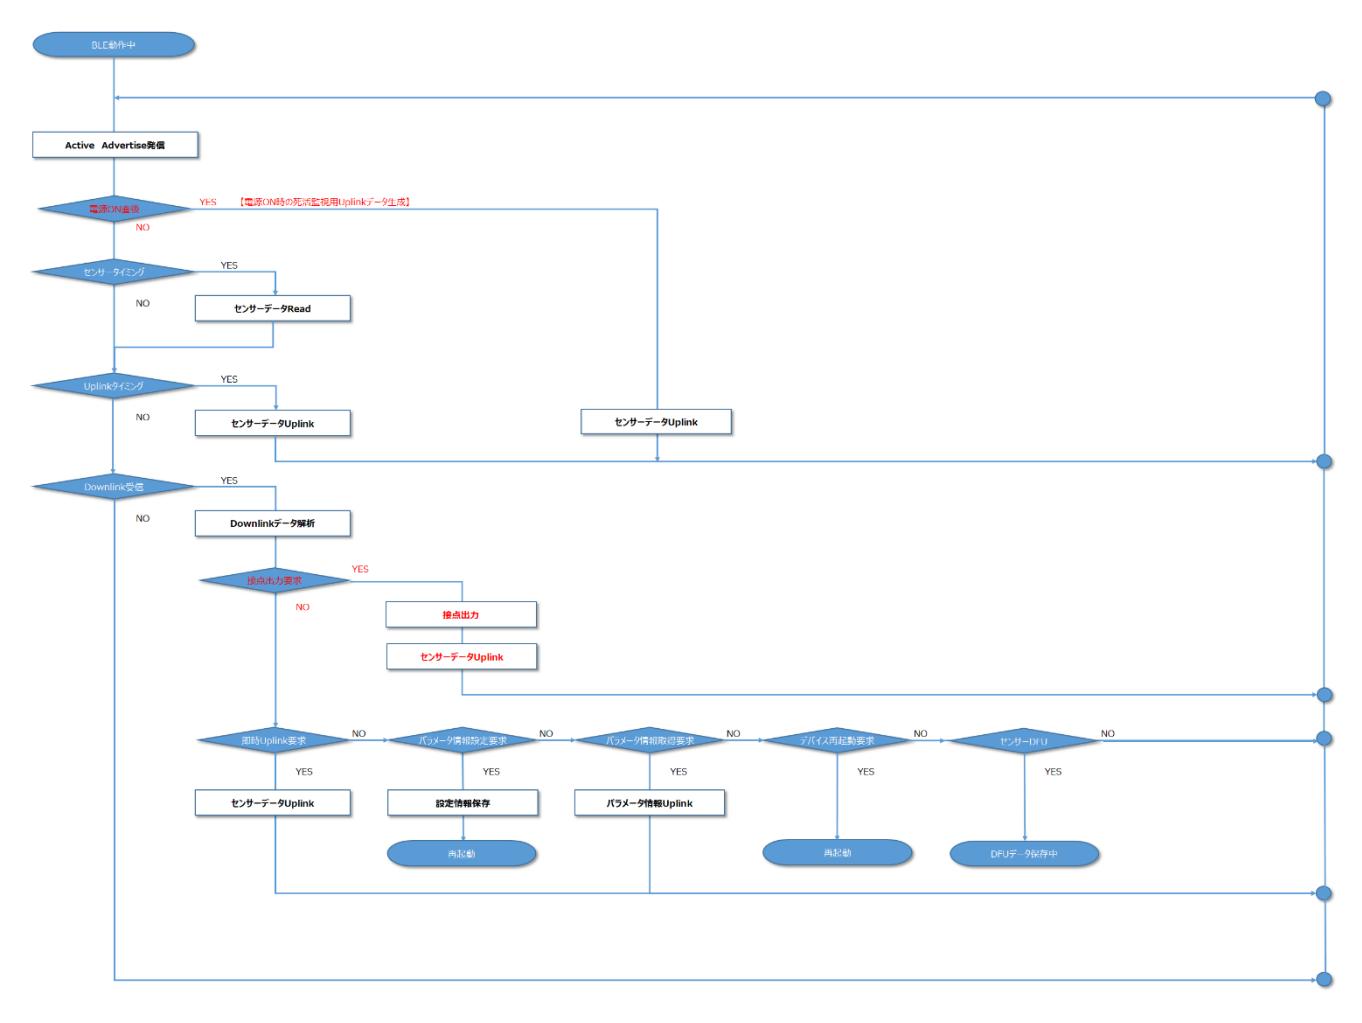 BLE動作中
Active Advertise発信
電源ON直後
YES 【電源ON時の死活監視用Uplinkデータ生成】
NO
センサータイミング
YES
NO
センサーデータRead
Uplinkタイミング
YES
NO
センサーデータUplink
センサーデータUplink
Downlink受信
YES
NO
Downlinkデータ解析
接点出力要求
YES
NO
接点出力
センサーデータUplink
即時Uplink要求
NO
パラメータ情報設定要求
NO
パラメータ情報取得要求
NO
デバイス再起動要求
NO
センサーDFU
NO
YES
YES
YES
YES
YES
センサーデータUplink
設定情報保存
パラメータ情報Uplink
再起動
再起動
DFUデータ保存中